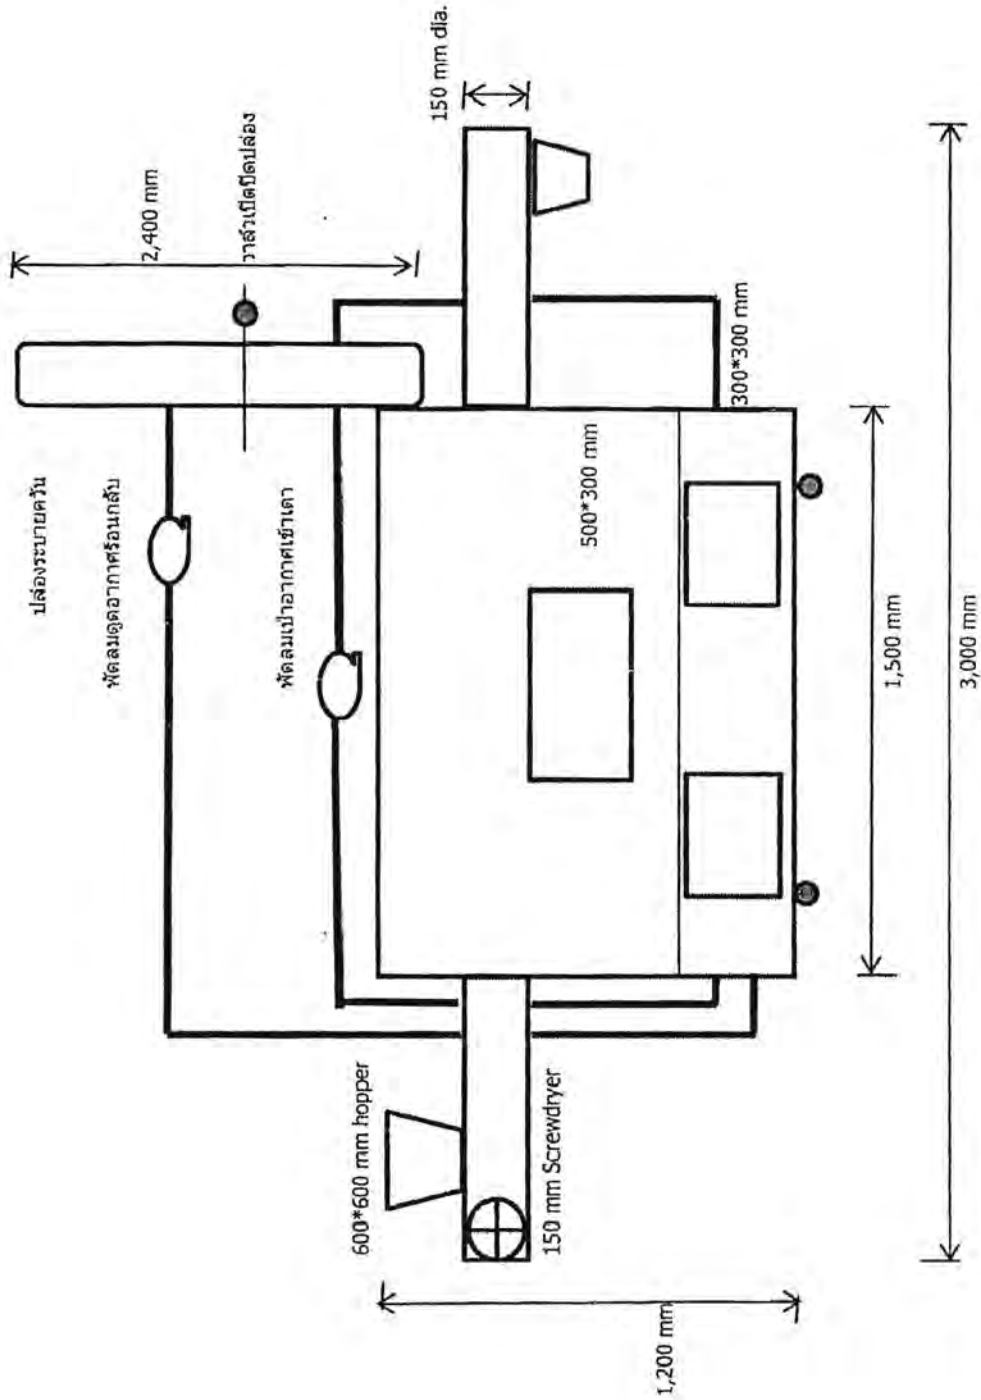 ปล่องระบายควัน
พัดลมดูดอากาศร้อนกลับ
2,400 mm
วาล์วเปิดปิดปล่อง
พัดลมเป่าอากาศเข้าเตา
150 mm dia.
600*600 mm hopper
150 mm Screwdryer
500*300 mm
300*300 mm
1,200 mm
1,500 mm
3,000 mm